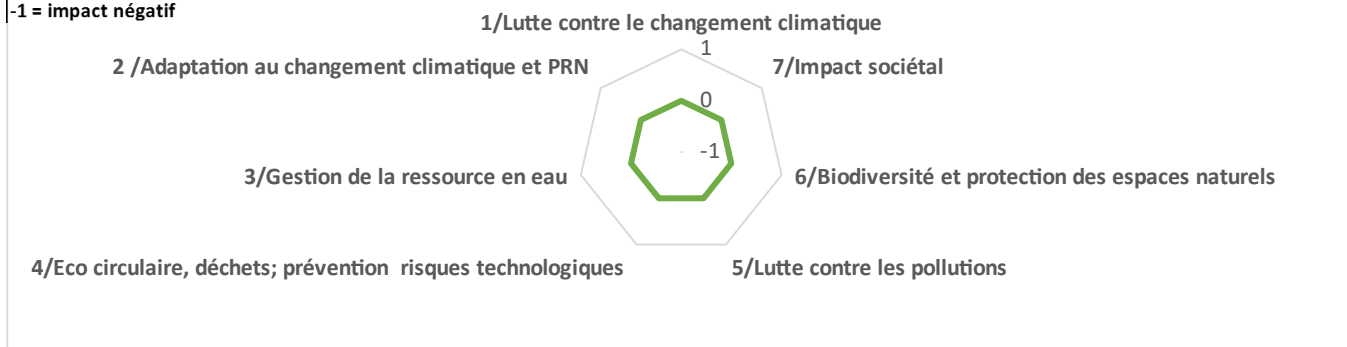 -1 = impact négatif
1/Lutte contre le changement climatique
1
2 /Adaptation au changement climatique et PRN
7/Impact sociétal
0
-1
3/Gestion de la ressource en eau
6/Biodiversité et protection des espaces naturels
4/Eco circulaire, déchets; prévention  risques technologiques
5/Lutte contre les pollutions